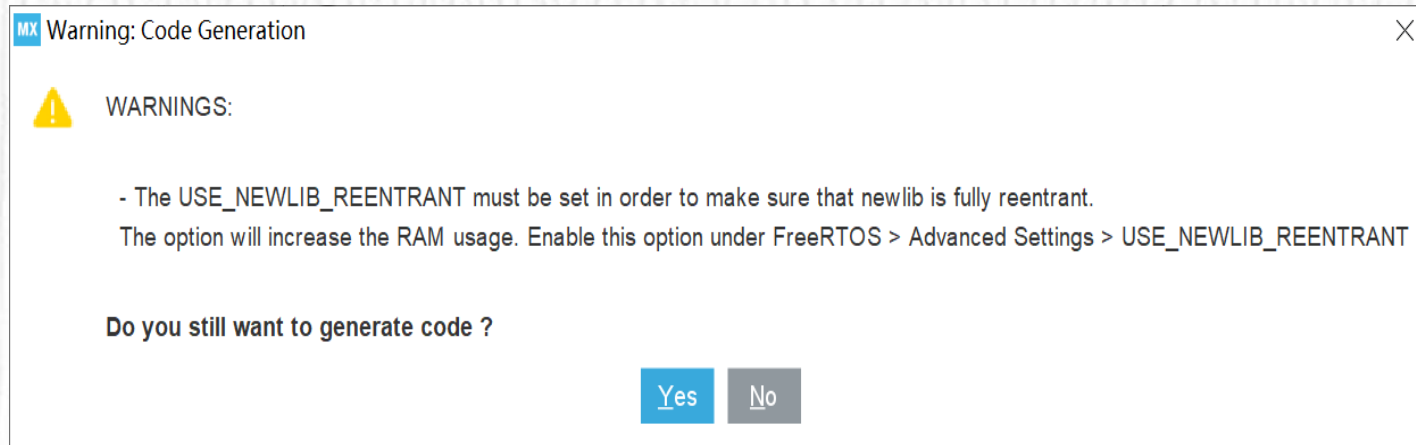 MX Warning: Code Generation
WARNINGS:
- The USE_NEWLIB_REENTRANT must be set in order to make sure that newlib is fully reentrant.
The option will increase the RAM usage. Enable this option under FreeRTOS > Advanced Settings > USE_NEWLIB_REENTRANT
Do you still want to generate code ?
Yes No